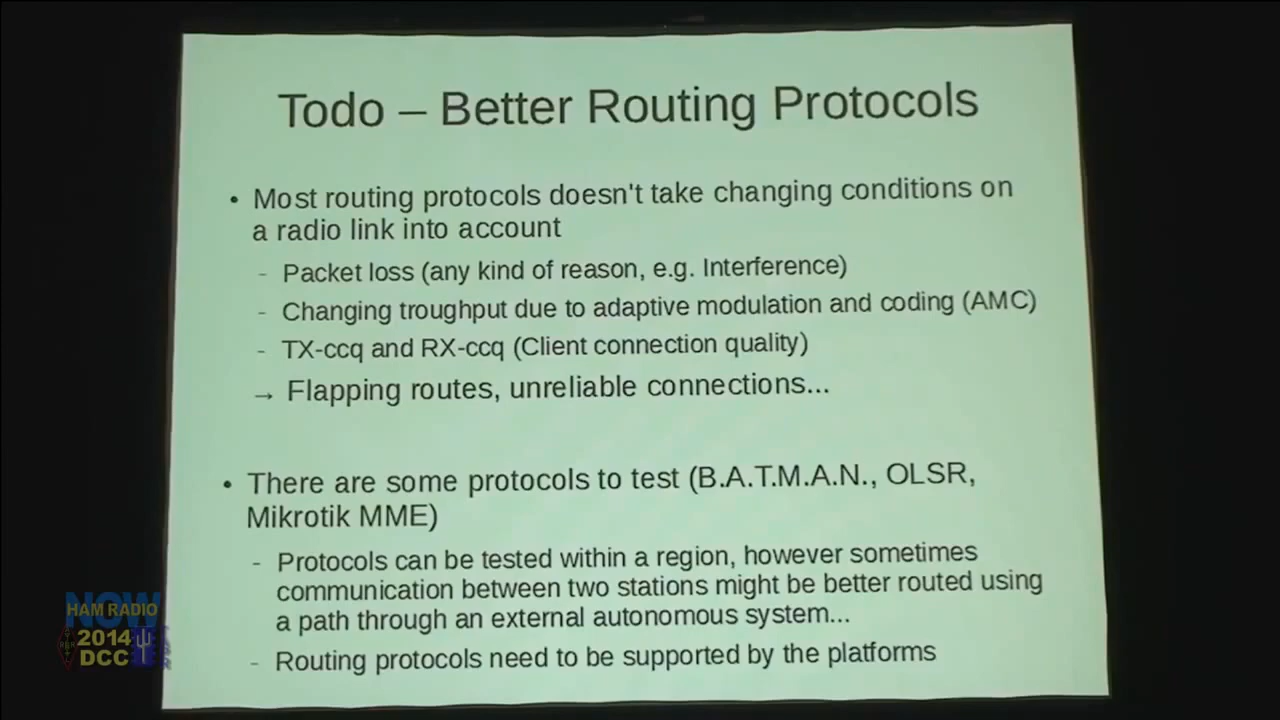 Todo – Better Routing Protocols
• Most routing protocols doesn't take changing conditions on
a radio link into account
- Packet loss (any kind of reason, e.g. Interference)
- Changing troughput due to adaptive modulation and coding (AMC)
- TX-ccq and RX-ccq (Client connection quality)
→ Flapping routes, unreliable connections...
• There are some protocols to test (B.A.T.M.A.N., OLSR,
Mikrotik MME)
- Protocols can be tested within a region, however sometimes
communication between two stations might be better routed using
a path through an external autonomous system...
- Routing protocols need to be supported by the platforms
NOW
HAM RADIO
2014
DCC